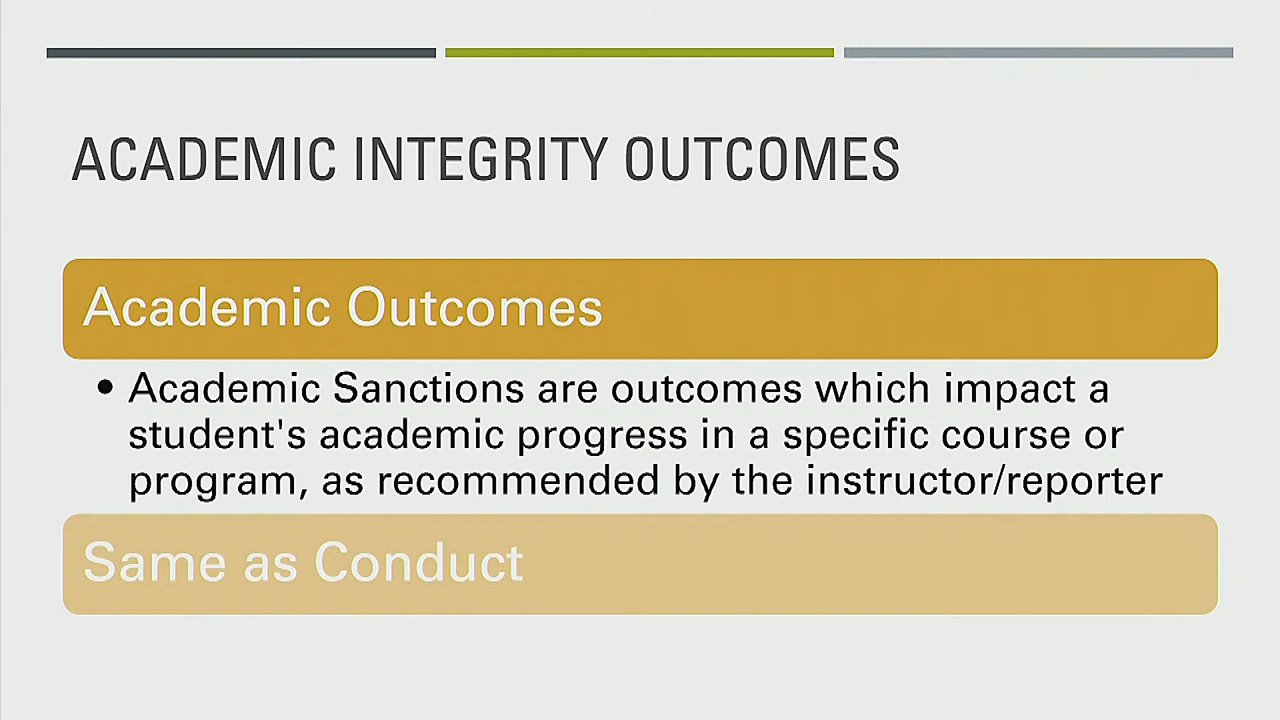 ACADEMIC INTEGRITY OUTCOMES
Academic Outcomes
• Academic Sanctions are outcomes which impact a
student's academic progress in a specific course or
program, as recommended by the instructor/reporter
Same as Conduct